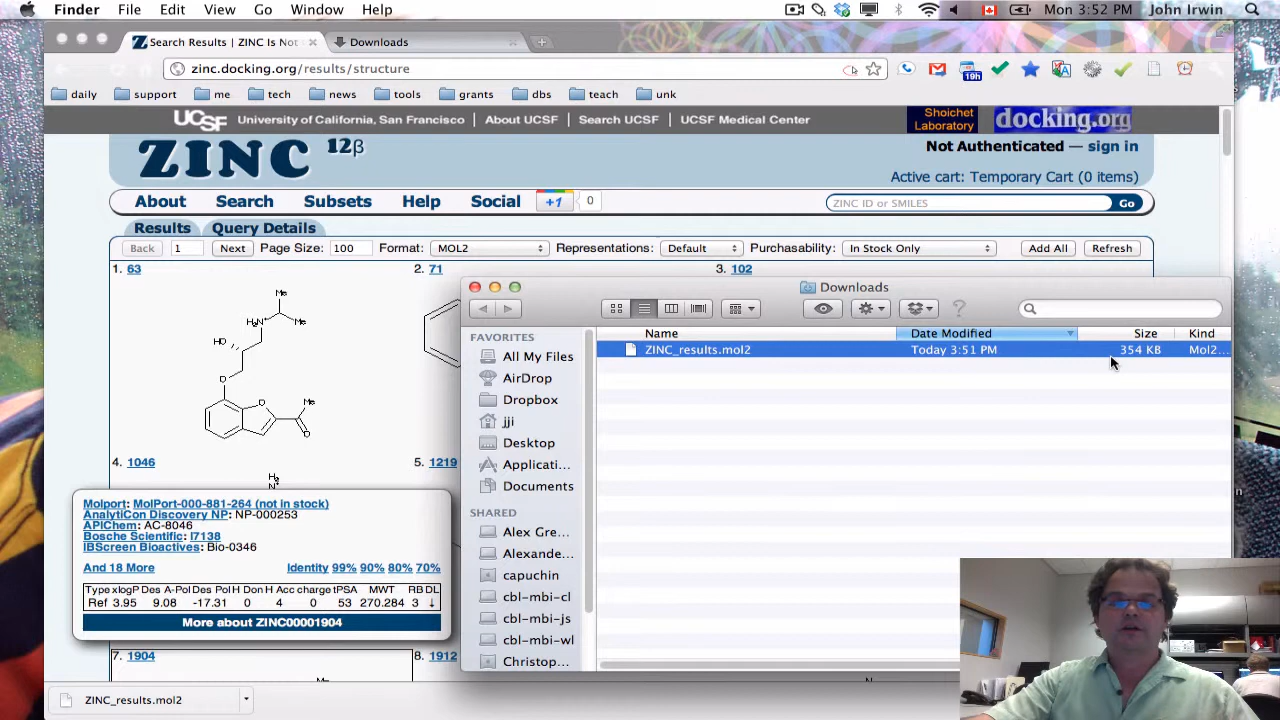 Finder File Edit View Go Window Help Mon 3:52 PM John Irwin
Search Results | ZINC Is Not Downloads
zinc.docking.org/results/structure 19h
daily support me tech news tools grants dbs teach unk
UCSF University of California, San Francisco | About UCSF | Search UCSF | UCSF Medical Center Shoichet Laboratory docking.org
ZINC 12β
Not Authenticated — sign in
Active cart: Temporary Cart (0 items)
About Search Subsets Help Social +1 0 ZINC ID or SMILES Go
Results Query Details
Back 1 Next Page Size: 100 Format: MOL2 Representations: Default Purchasability: In Stock Only Add All Refresh
1. 63 2. 71 3. 102
Me
H₂N⁺ Me
HO
O
O Me
O
4. 1046 5. 1219
H₂
N
Molport: MolPort-000-881-264 (not in stock)
AnalytiCon Discovery NP: NP-000253
APIChem: AC-8046
Bosche Scientific: I7138
IBScreen Bioactives: Bio-0346
And 18 More Identity 99% 90% 80% 70%
Type xlogP Des A-Pol Des Pol H Don H Acc charge tPSA MWT RB DL
Ref 3.95 9.08 -17.31 0 4 0 53 270.284 3 ↓
More about ZINC00001904
7. 1904 8. 1912
Me N
ZINC_results.mol2
Downloads
FAVORITES
All My Files
AirDrop
Dropbox
jji
Desktop
Applicati...
Documents
SHARED
Alex Gre...
Alexande...
capuchin
cbl-mbi-cl
cbl-mbi-js
cbl-mbi-wl
Christop...
Name Date Modified Size Kind
ZINC_results.mol2 Today 3:51 PM 354 KB Mol2...